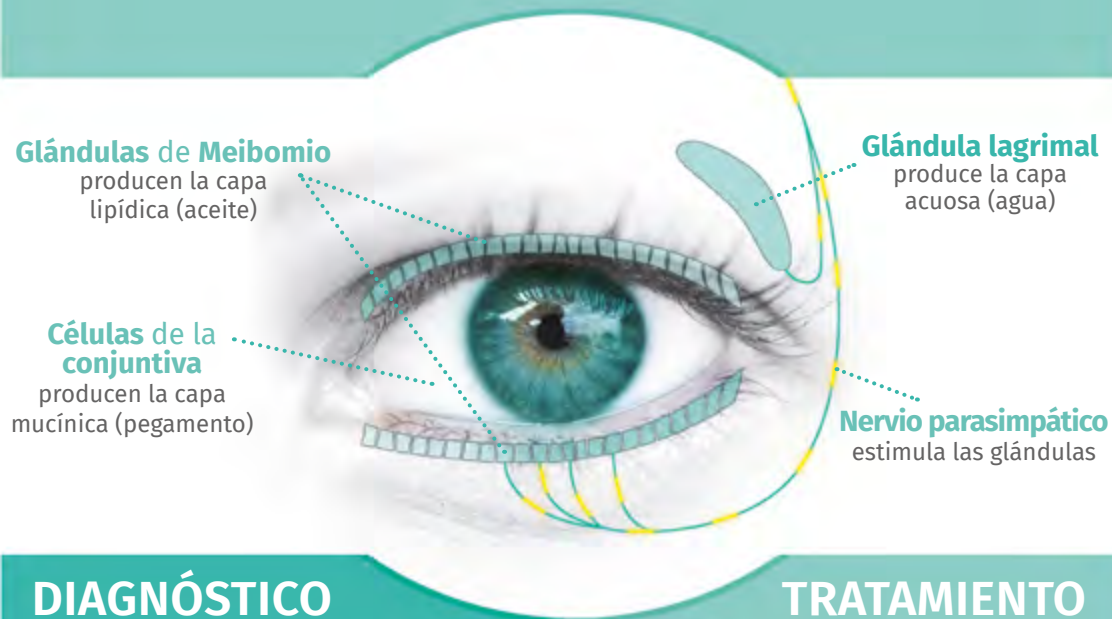 Glándulas de Meibomio
producen la capa
lipídica (aceite)
Glándula lagrimal
produce la capa
acuosa (agua)
Células de la
conjuntiva
producen la capa
mucínica (pegamento)
Nervio parasimpático
estimula las glándulas
DIAGNÓSTICO
TRATAMIENTO